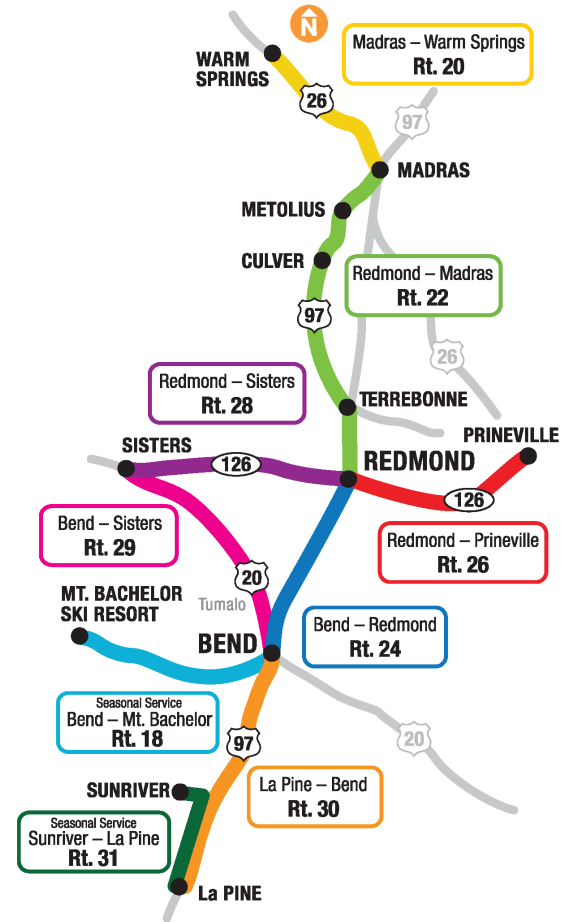 N
WARM
SPRINGS
Madras – Warm Springs
Rt. 20
26
97
MADRAS
METOLIUS
CULVER
Redmond – Madras
Rt. 22
97
26
Redmond – Sisters
Rt. 28
TERREBONNE
SISTERS
126
REDMOND
PRINEVILLE
126
Bend – Sisters
Rt. 29
Redmond – Prineville
Rt. 26
20
Tumalo
MT. BACHELOR
SKI RESORT
BEND
Bend – Redmond
Rt. 24
Seasonal Service
Bend – Mt. Bachelor
Rt. 18
97
20
SUNRIVER
La Pine – Bend
Rt. 30
Seasonal Service
Sunriver – La Pine
Rt. 31
La PINE